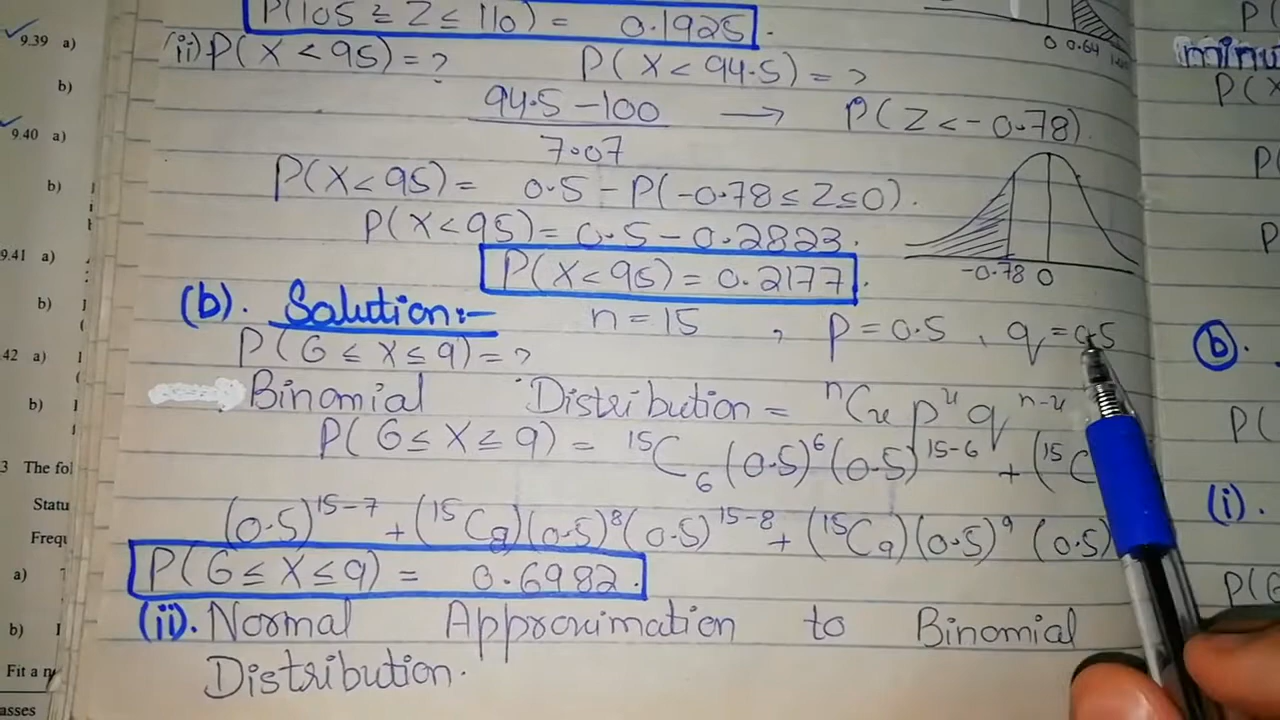 P(105 ≥ Z ≤ 110) = 0.1925.
0 0.64
(ii) P(X < 95) = ? P(X < 94.5) = ?
94.5 - 100 → P(Z < -0.78)
7.07
P(X < 95) = 0.5 - P(-0.78 ≤ Z ≤ 0).
P(X < 95) = 0.5 - 0.2823.
P(X < 95) = 0.2177.
-0.78 0
(b). Solution:- n = 15 , p = 0.5 , q = 0.5
P(6 ≤ X ≤ 9) = ?
Binomial Distribution = ⁿCx pˣ qⁿ⁻ˣ
P(6 ≤ X ≥ 9) = ¹⁵C₆ (0.5)⁶ (0.5)¹⁵⁻⁶ + (¹⁵C
(0.5)¹⁵⁻⁷ + (¹⁵C₈)(0.5)⁸(0.5)¹⁵⁻⁸ + (¹⁵C₉)(0.5)⁹ (0.5)
P(6 ≤ X ≤ 9) = 0.6982.
(ii). Normal Approximation to Binomial
Distribution.
9.39 a)
b)
9.40 a)
b)
9.41 a)
b)
42 a)
b)
3 The fol
Statu
Frequ
a)
b)
Fit a n
asses
P(
minu
P(X
P(
P(
(b).
P(
(i).
P(6